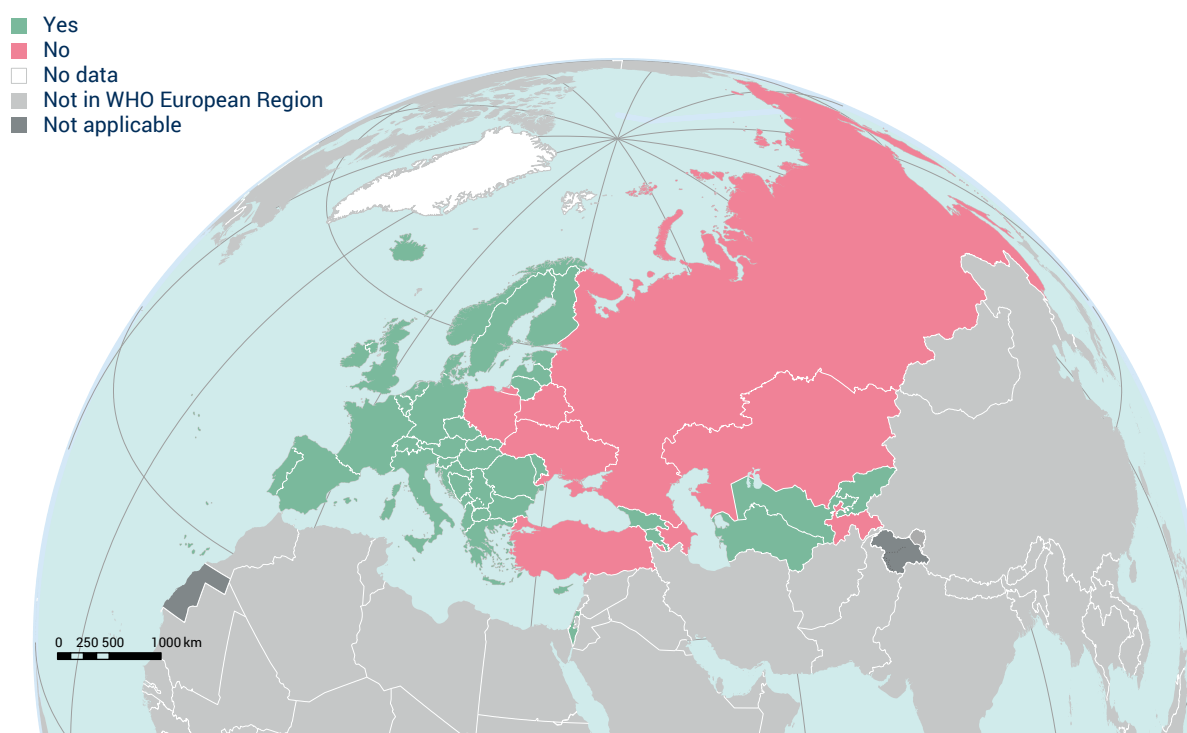 Yes
No
No data
Not in WHO European Region
Not applicable
0 250 500 1000 km